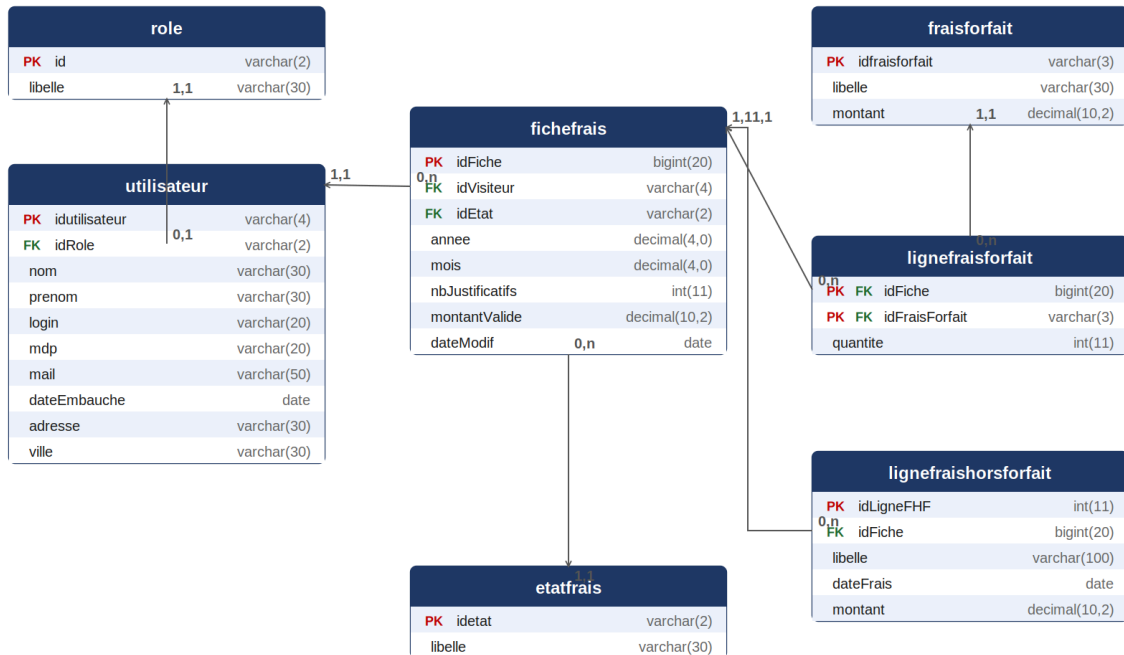 role
PK id varchar(2)
libelle varchar(30)
1,1
utilisateur
PK idutilisateur varchar(4)
FK idRole varchar(2)
0,1
nom varchar(30)
prenom varchar(30)
login varchar(20)
mdp varchar(20)
mail varchar(50)
dateEmbauche date
adresse varchar(30)
ville varchar(30)
1,1
fichefrais
PK idFiche bigint(20)
0,n
FK idVisiteur varchar(4)
FK idEtat varchar(2)
annee decimal(4,0)
mois decimal(4,0)
nbJustificatifs int(11)
montantValide decimal(10,2)
dateModif date
0,n
1,1
etatfrais
PK idetat varchar(2)
libelle varchar(30)
1,11,1
fraisforfait
PK idfraisforfait varchar(3)
libelle varchar(30)
montant decimal(10,2)
1,1
0,n
lignefraisforfait
0,n
PK FK idFiche bigint(20)
PK FK idFraisForfait varchar(3)
quantite int(11)
lignefraishorsforfait
PK idLigneFHF int(11)
0,n
FK idFiche bigint(20)
libelle varchar(100)
dateFrais date
montant decimal(10,2)